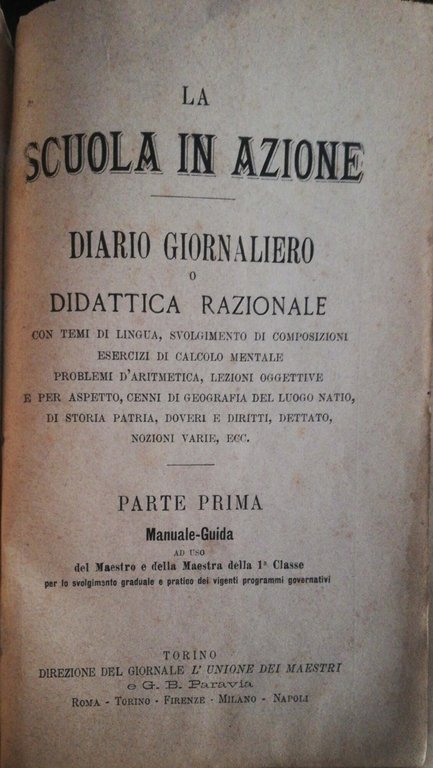 LA
SCUOLA IN AZIONE
DIARIO GIORNALIERO
O
DIDATTICA RAZIONALE
CON TEMI DI LINGUA, SVOLGIMENTO DI COMPOSIZIONI
ESERCIZI DI CALCOLO MENTALE
PROBLEMI D'ARITMETICA, LEZIONI OGGETTIVE
E PER ASPETTO, CENNI DI GEOGRAFIA DEL LUOGO NATIO,
DI STORIA PATRIA, DOVERI E DIRITTI, DETTATO,
NOZIONI VARIE, ECC.
PARTE PRIMA
Manuale-Guida
AD USO
del Maestro e della Maestra della 1ª Classe
per lo svolgimento graduale e pratico dei vigenti programmi governativi
TORINO
DIREZIONE DEL GIORNALE L'UNIONE DEI MAESTRI
e G. B. Paravia
ROMA - TORINO - FIRENZE - MILANO - NAPOLI